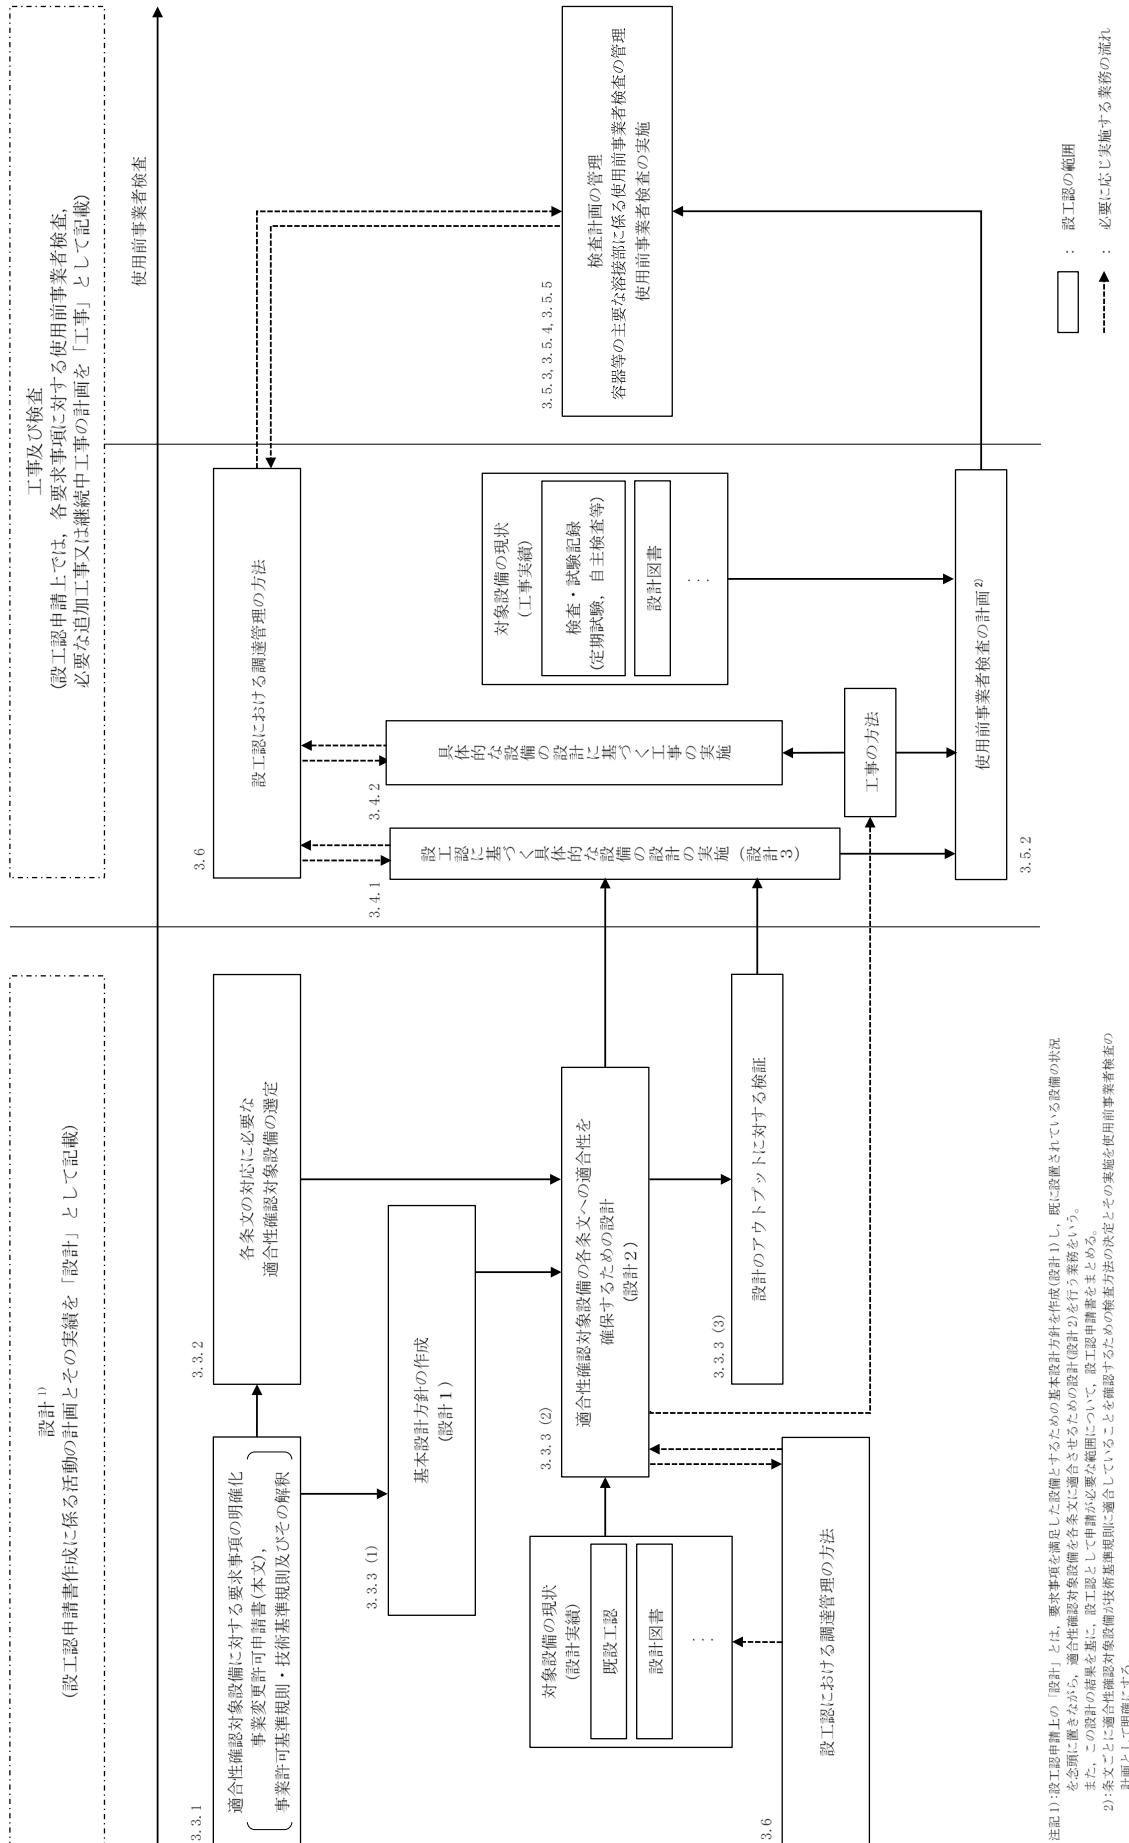 設計1)
(設工認申請書作成に係る活動の計画とその実績を「設計」として記載)
工事及び検査
(設工認申請上では,各要求事項に対する使用前事業者検査,
必要な追加工事又は継続中工事の計画を「工事」として記載)
使用前事業者検査
3.3.1
適合性確認対象設備に対する要求事項の明確化
事業変更許可申請書(本文),
事業許可基準規則・技術基準規則及びその解釈
3.3.2
各条文の対応に必要な
適合性確認対象設備の選定
3.3.3 (1)
基本設計方針の作成
(設計1)
対象設備の現状
(設計実績)
既設工認
設計図書
：
3.3.3 (2)
適合性確認対象設備の各条文への適合性を
確保するための設計
(設計2)
3.3.3 (3)
設計のアウトプットに対する検証
3.6
設工認における調達管理の方法
3.6
設工認における調達管理の方法
3.4.1
設工認に基づく具体的な設備の設計の実施(設計3)
3.4.2
具体的な設備の設計に基づく工事の実施
工事の方法
対象設備の現状
(工事実績)
検査・試験記録
(定期試験,自主検査等)
設計図書
：
3.5.2
使用前事業者検査の計画2)
3.5.3, 3.5.4, 3.5.5
検査計画の管理
容器等の主要な溶接部に係る使用前事業者検査の管理
使用前事業者検査の実施
： 設工認の範囲
： 必要に応じ実施する業務の流れ
注記1):設工認申請上の「設計」とは,要求事項を満足した設備とするための基本設計方針を作成(設計1)し,既に設置されている設備の状況
を念頭に置きながら,適合性確認対象設備を各条文に適合させるための設計(設計2)を行う業務をいう。
また,この設計の結果を基に,設工認として申請が必要な範囲について,設工認申請書をまとめる。
2):条文ごとに適合性確認対象設備が技術基準規則に適合していることを確認するための検査方法の決定とその実施を使用前事業者検査の
計画として明確にする。